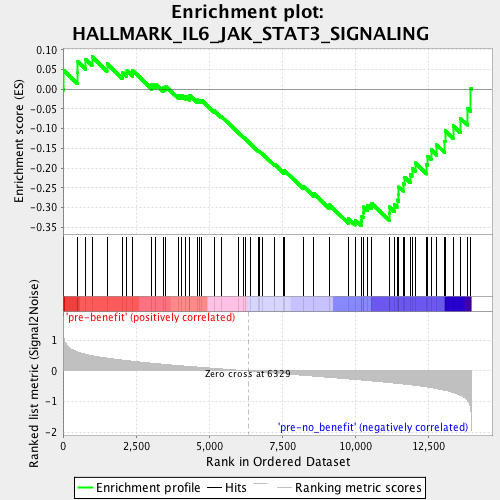 Enrichment plot:
HALLMARK_IL6_JAK_STAT3_SIGNALING
Enrichment score (ES)
0.10
0.05
0.00
-0.05
-0.10
-0.15
-0.20
-0.25
-0.30
-0.35
'pre-benefit' (positively correlated)
Ranked list metric (Signal2Noise)
1
0
-1
-2
Zero cross at 6329
'pre-no_benefit' (negatively correlated)
0
2,500
5,000
7,500
10,000
12,500
Rank in Ordered Dataset
Enrichment profile
Hits
Ranking metric scores